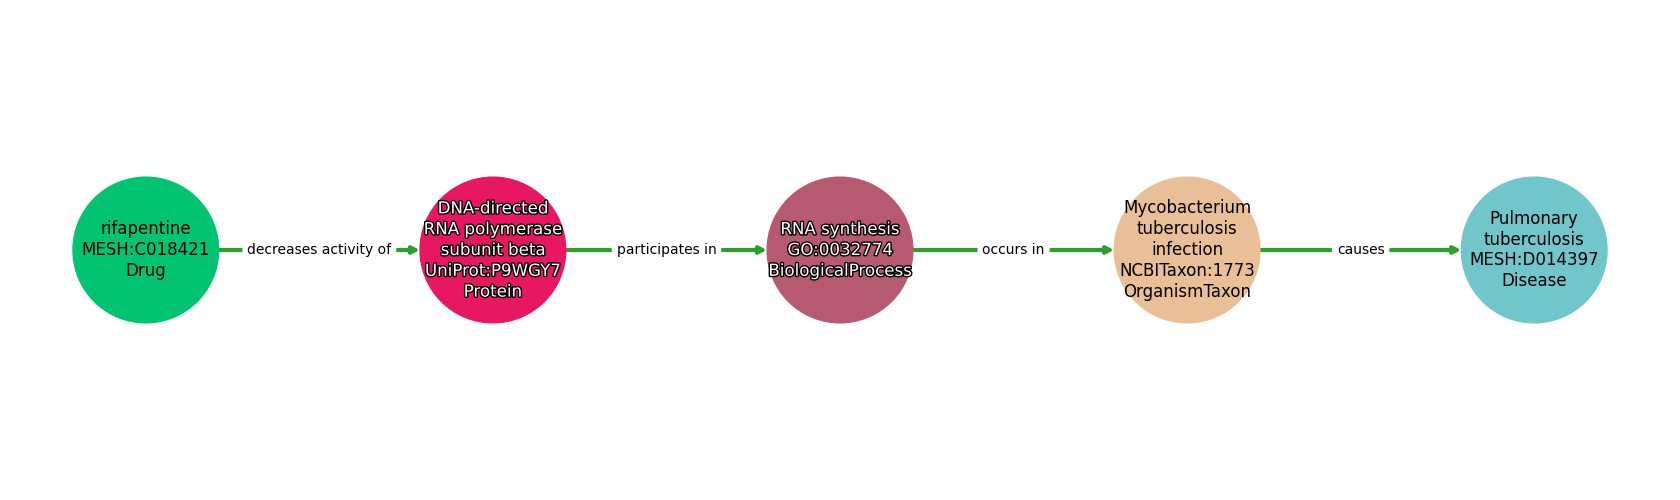 rifapentine
MESH:C018421
Drug
decreases activity of
DNA-directed
RNA polymerase
subunit beta
UniProt:P9WGY7
Protein
participates in
RNA synthesis
GO:0032774
BiologicalProcess
occurs in
Mycobacterium
tuberculosis
infection
NCBITaxon:1773
OrganismTaxon
causes
Pulmonary
tuberculosis
MESH:D014397
Disease